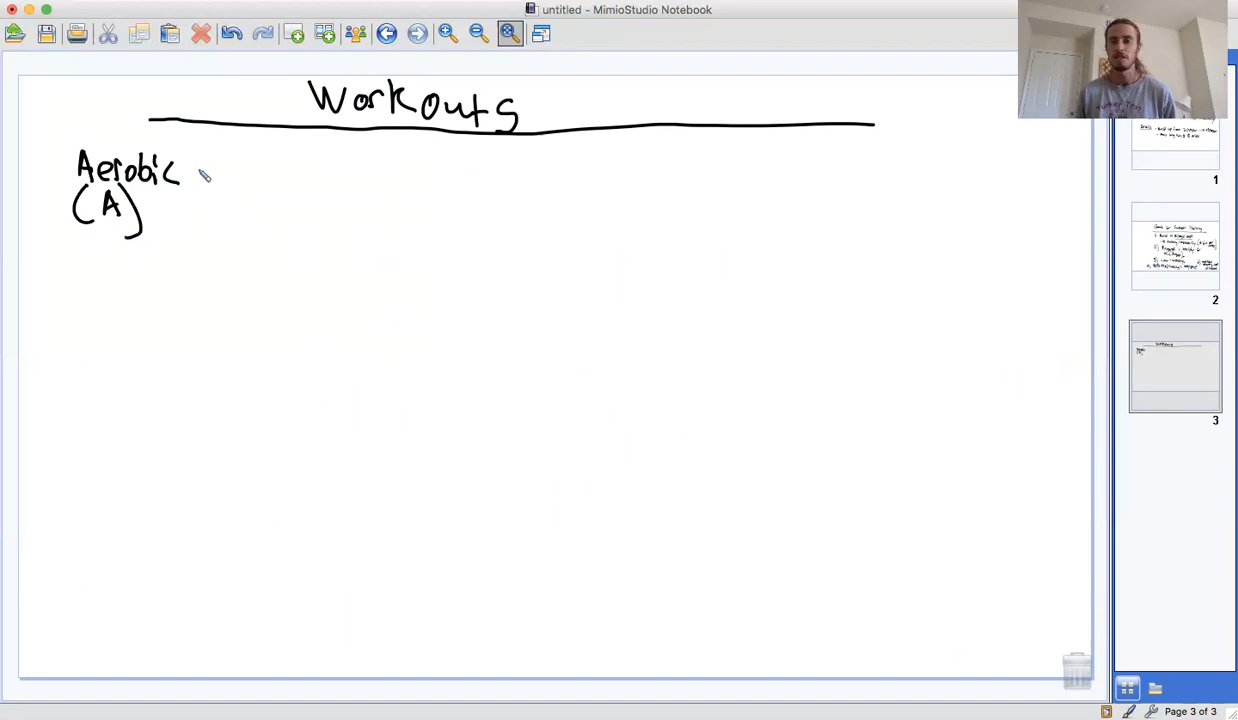 untitled - MimioStudio Notebook
Workouts
Aerobic
(A)
1
2
3
Page 3 of 3